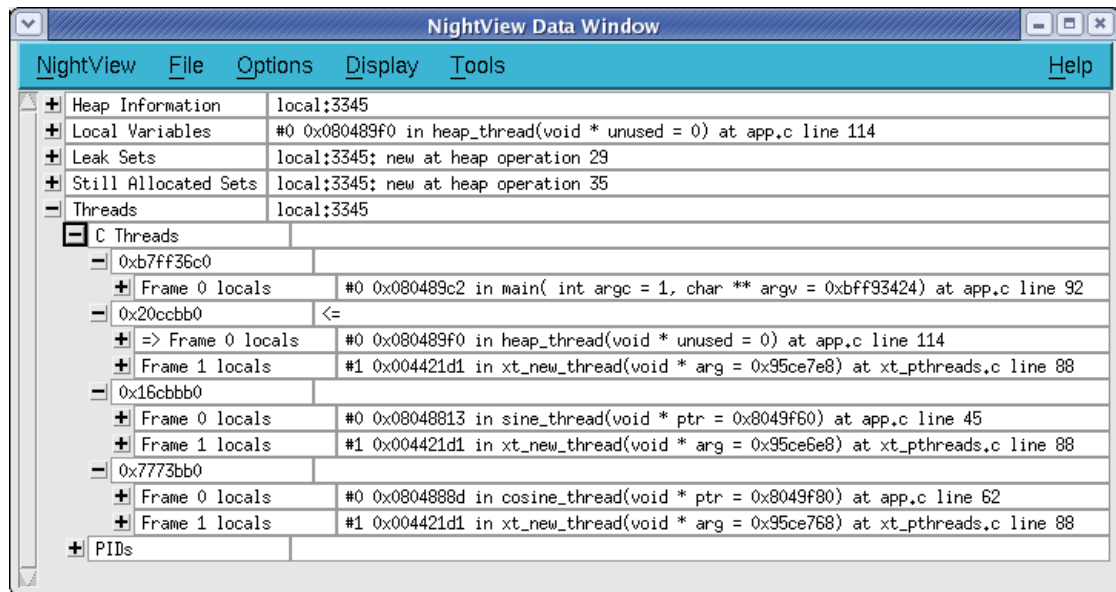 NightView Data Window
NightView File Options Display Tools Help
+ Heap Information local:3345
+ Local Variables #0 0x080489f0 in heap_thread(void * unused = 0) at app.c line 114
+ Leak Sets local:3345: new at heap operation 29
+ Still Allocated Sets local:3345: new at heap operation 35
- Threads local:3345
- C Threads
- 0xb7ff36c0
+ Frame 0 locals #0 0x080489c2 in main( int argc = 1, char ** argv = 0xbff93424) at app.c line 92
- 0x20ccbb0 <=
+ => Frame 0 locals #0 0x080489f0 in heap_thread(void * unused = 0) at app.c line 114
+ Frame 1 locals #1 0x004421d1 in xt_new_thread(void * arg = 0x95ce7e8) at xt_pthreads.c line 88
- 0x16cbbb0
+ Frame 0 locals #0 0x08048813 in sine_thread(void * ptr = 0x8049f60) at app.c line 45
+ Frame 1 locals #1 0x004421d1 in xt_new_thread(void * arg = 0x95ce6e8) at xt_pthreads.c line 88
- 0x7773bb0
+ Frame 0 locals #0 0x0804888d in cosine_thread(void * ptr = 0x8049f80) at app.c line 62
+ Frame 1 locals #1 0x004421d1 in xt_new_thread(void * arg = 0x95ce768) at xt_pthreads.c line 88
+ PIDs